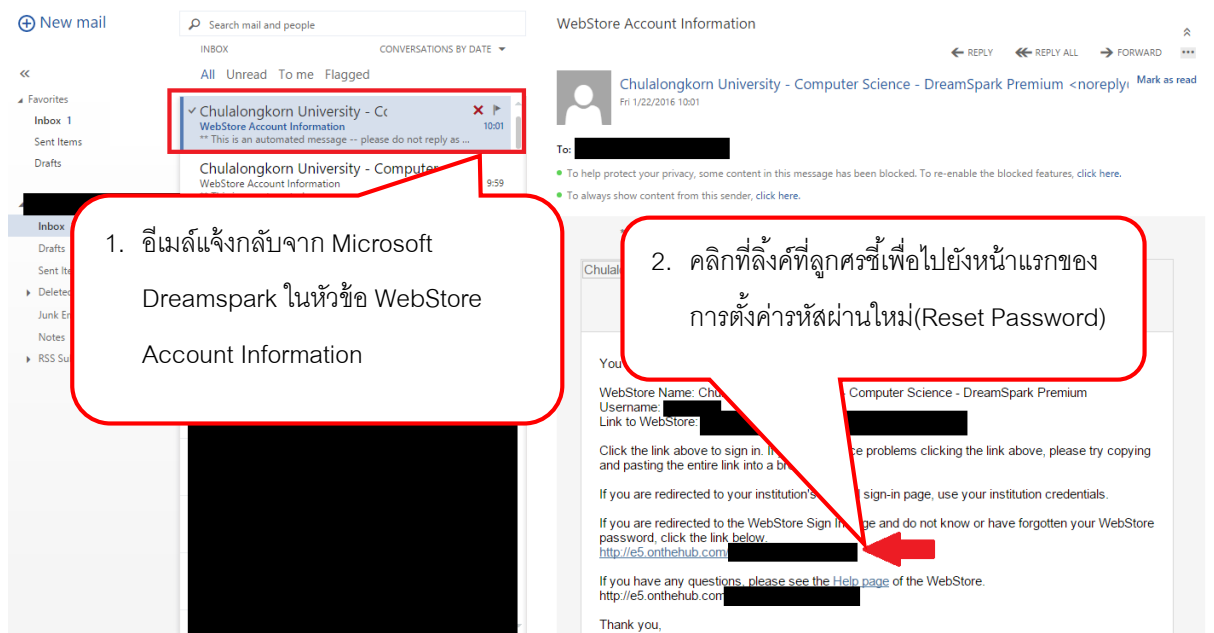 New mail
Search mail and people
INBOX
CONVERSATIONS BY DATE
All Unread To me Flagged
Favorites
Inbox 1
Sent Items
Drafts
Inbox
Drafts
Sent
Deleted
Junk
Notes
RSS
Chulalongkorn University -
WebStore Account Information
10:01
** This is an automated message -- please do not reply as ...
Chulalongkorn University - Computer
WebStore Account Information
9:59
1. อีเมล์แจ้งกลับจาก Microsoft
Dreamspark ในหัวข้อ WebStore
Account Information
WebStore Account Information
REPLY
REPLY ALL
FORWARD
Chulalongkorn University - Computer Science - DreamSpark Premium <noreply
Mark as read
Fri 1/22/2016 10:01
To:
To help protect your privacy, some content in this message has been blocked. To re-enable the blocked features, click here.
To always show content from this sender, click here.
2. คลิกที่ลิ้งค์ที่ลูกศรชี้เพื่อไปยังหน้าแรกของ
การตั้งค่ารหัสผ่านใหม่(Reset Password)
WebStore Name: Computer Science - DreamSpark Premium
Username:
Link to WebStore:
Click the link above to sign in. problems clicking the link above, please try copying
and pasting the entire link into a
If you are redirected to your institution's sign-in page, use your institution credentials.
If you are redirected to the WebStore Sign and do not know or have forgotten your WebStore
password, click the link below.
http://e5.onthehub.com/
If you have any questions, please see the Help page of the WebStore.
http://e5.onthehub.com
Thank you,